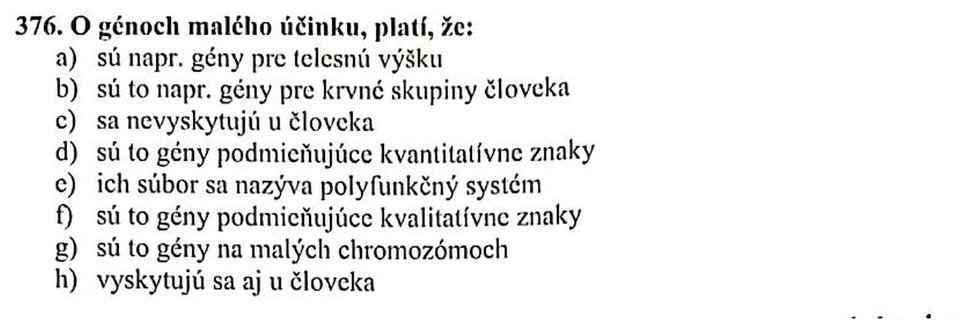 376. O génoch malého účinku, platí, že:
a) sú napr. gény pre telesnú výšku
b) sú to napr. gény pre krvné skupiny človeka
c) sa nevyskytujú u človeka
d) sú to gény podmieňujúce kvantitatívne znaky
e) ich súbor sa nazýva polyfunkčný systém
f) sú to gény podmieňujúce kvalitatívne znaky
g) sú to gény na malých chromozómoch
h) vyskytujú sa aj u človeka